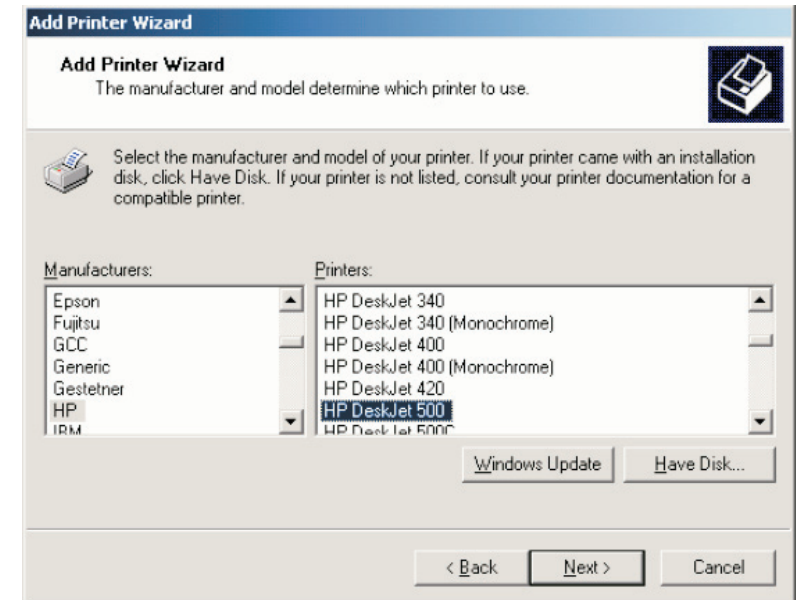 Add Printer Wizard
Add Printer Wizard
The manufacturer and model determine which printer to use.
Select the manufacturer and model of your printer. If your printer came with an installation
disk, click Have Disk. If your printer is not listed, consult your printer documentation for a
compatible printer.
Manufacturers:
Epson
Fujitsu
GCC
Generic
Gestetner
HP
IBM
Printers:
HP DeskJet 340
HP DeskJet 340 (Monochrome)
HP DeskJet 400
HP DeskJet 400 (Monochrome)
HP DeskJet 420
HP DeskJet 500
HP DeskJet 500C
Windows Update
Have Disk...
< Back
Next >
Cancel